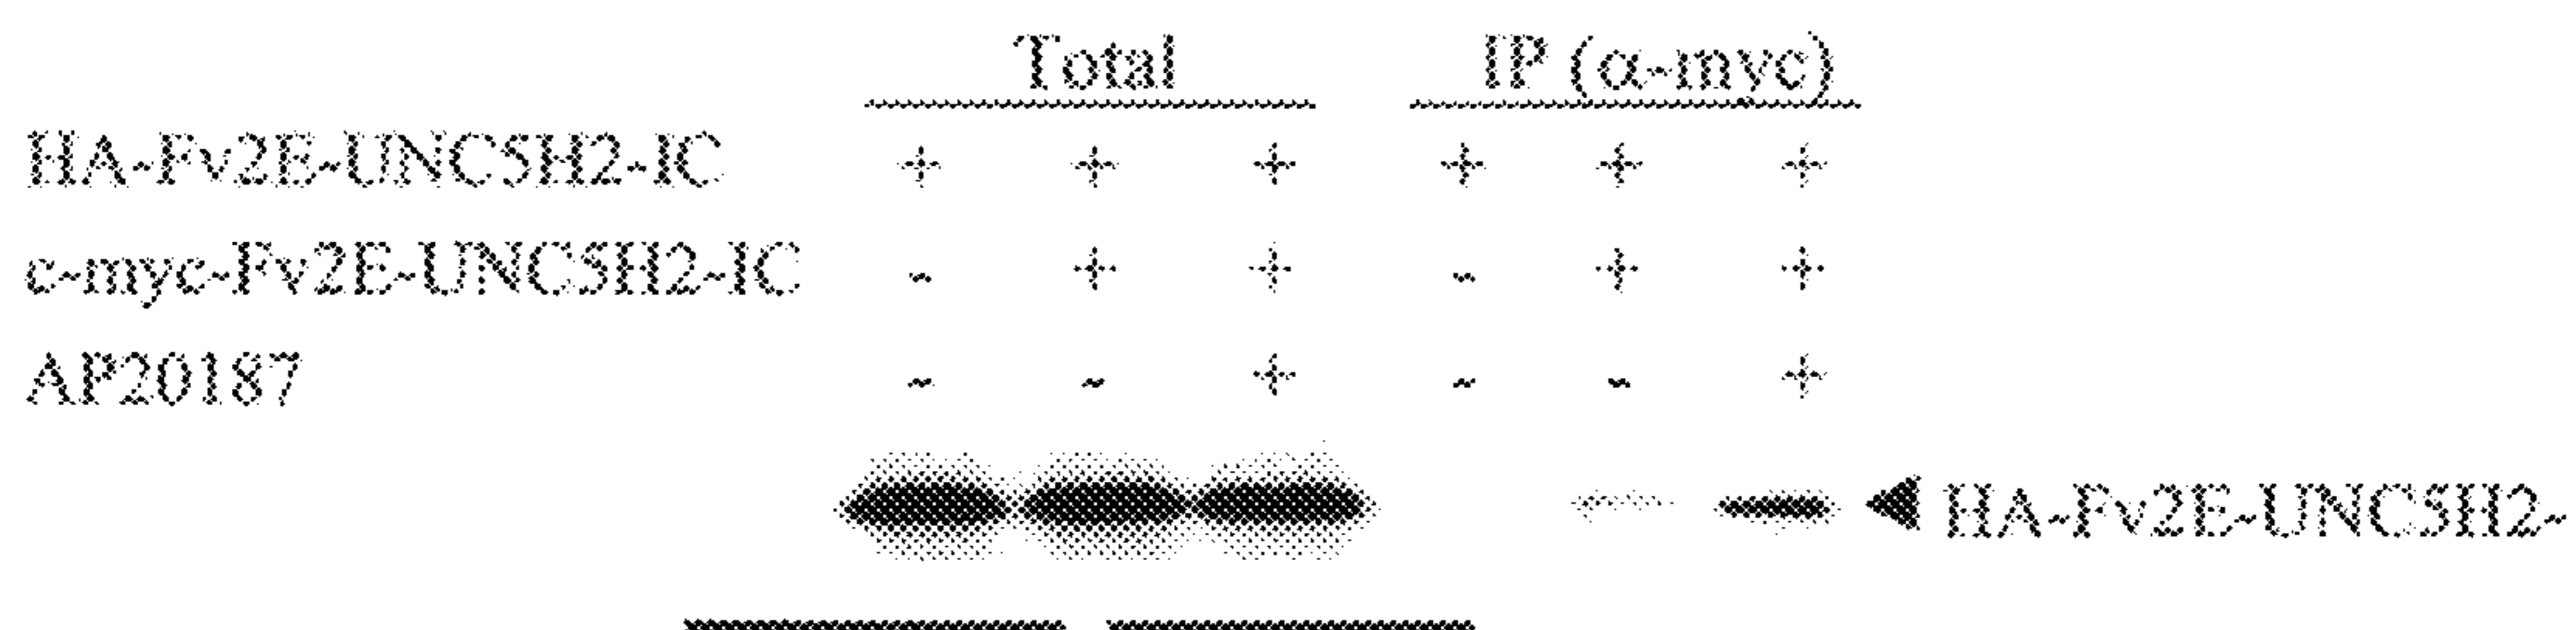 Total IP (α-myc)
HA-Fv2E-UNC5H2-IC + + + + + +
c-myc-Fv2E-UNC5H2-IC - + + - + +
AP20187 - - + - - +
HA-Fv2E-UNC5H2-